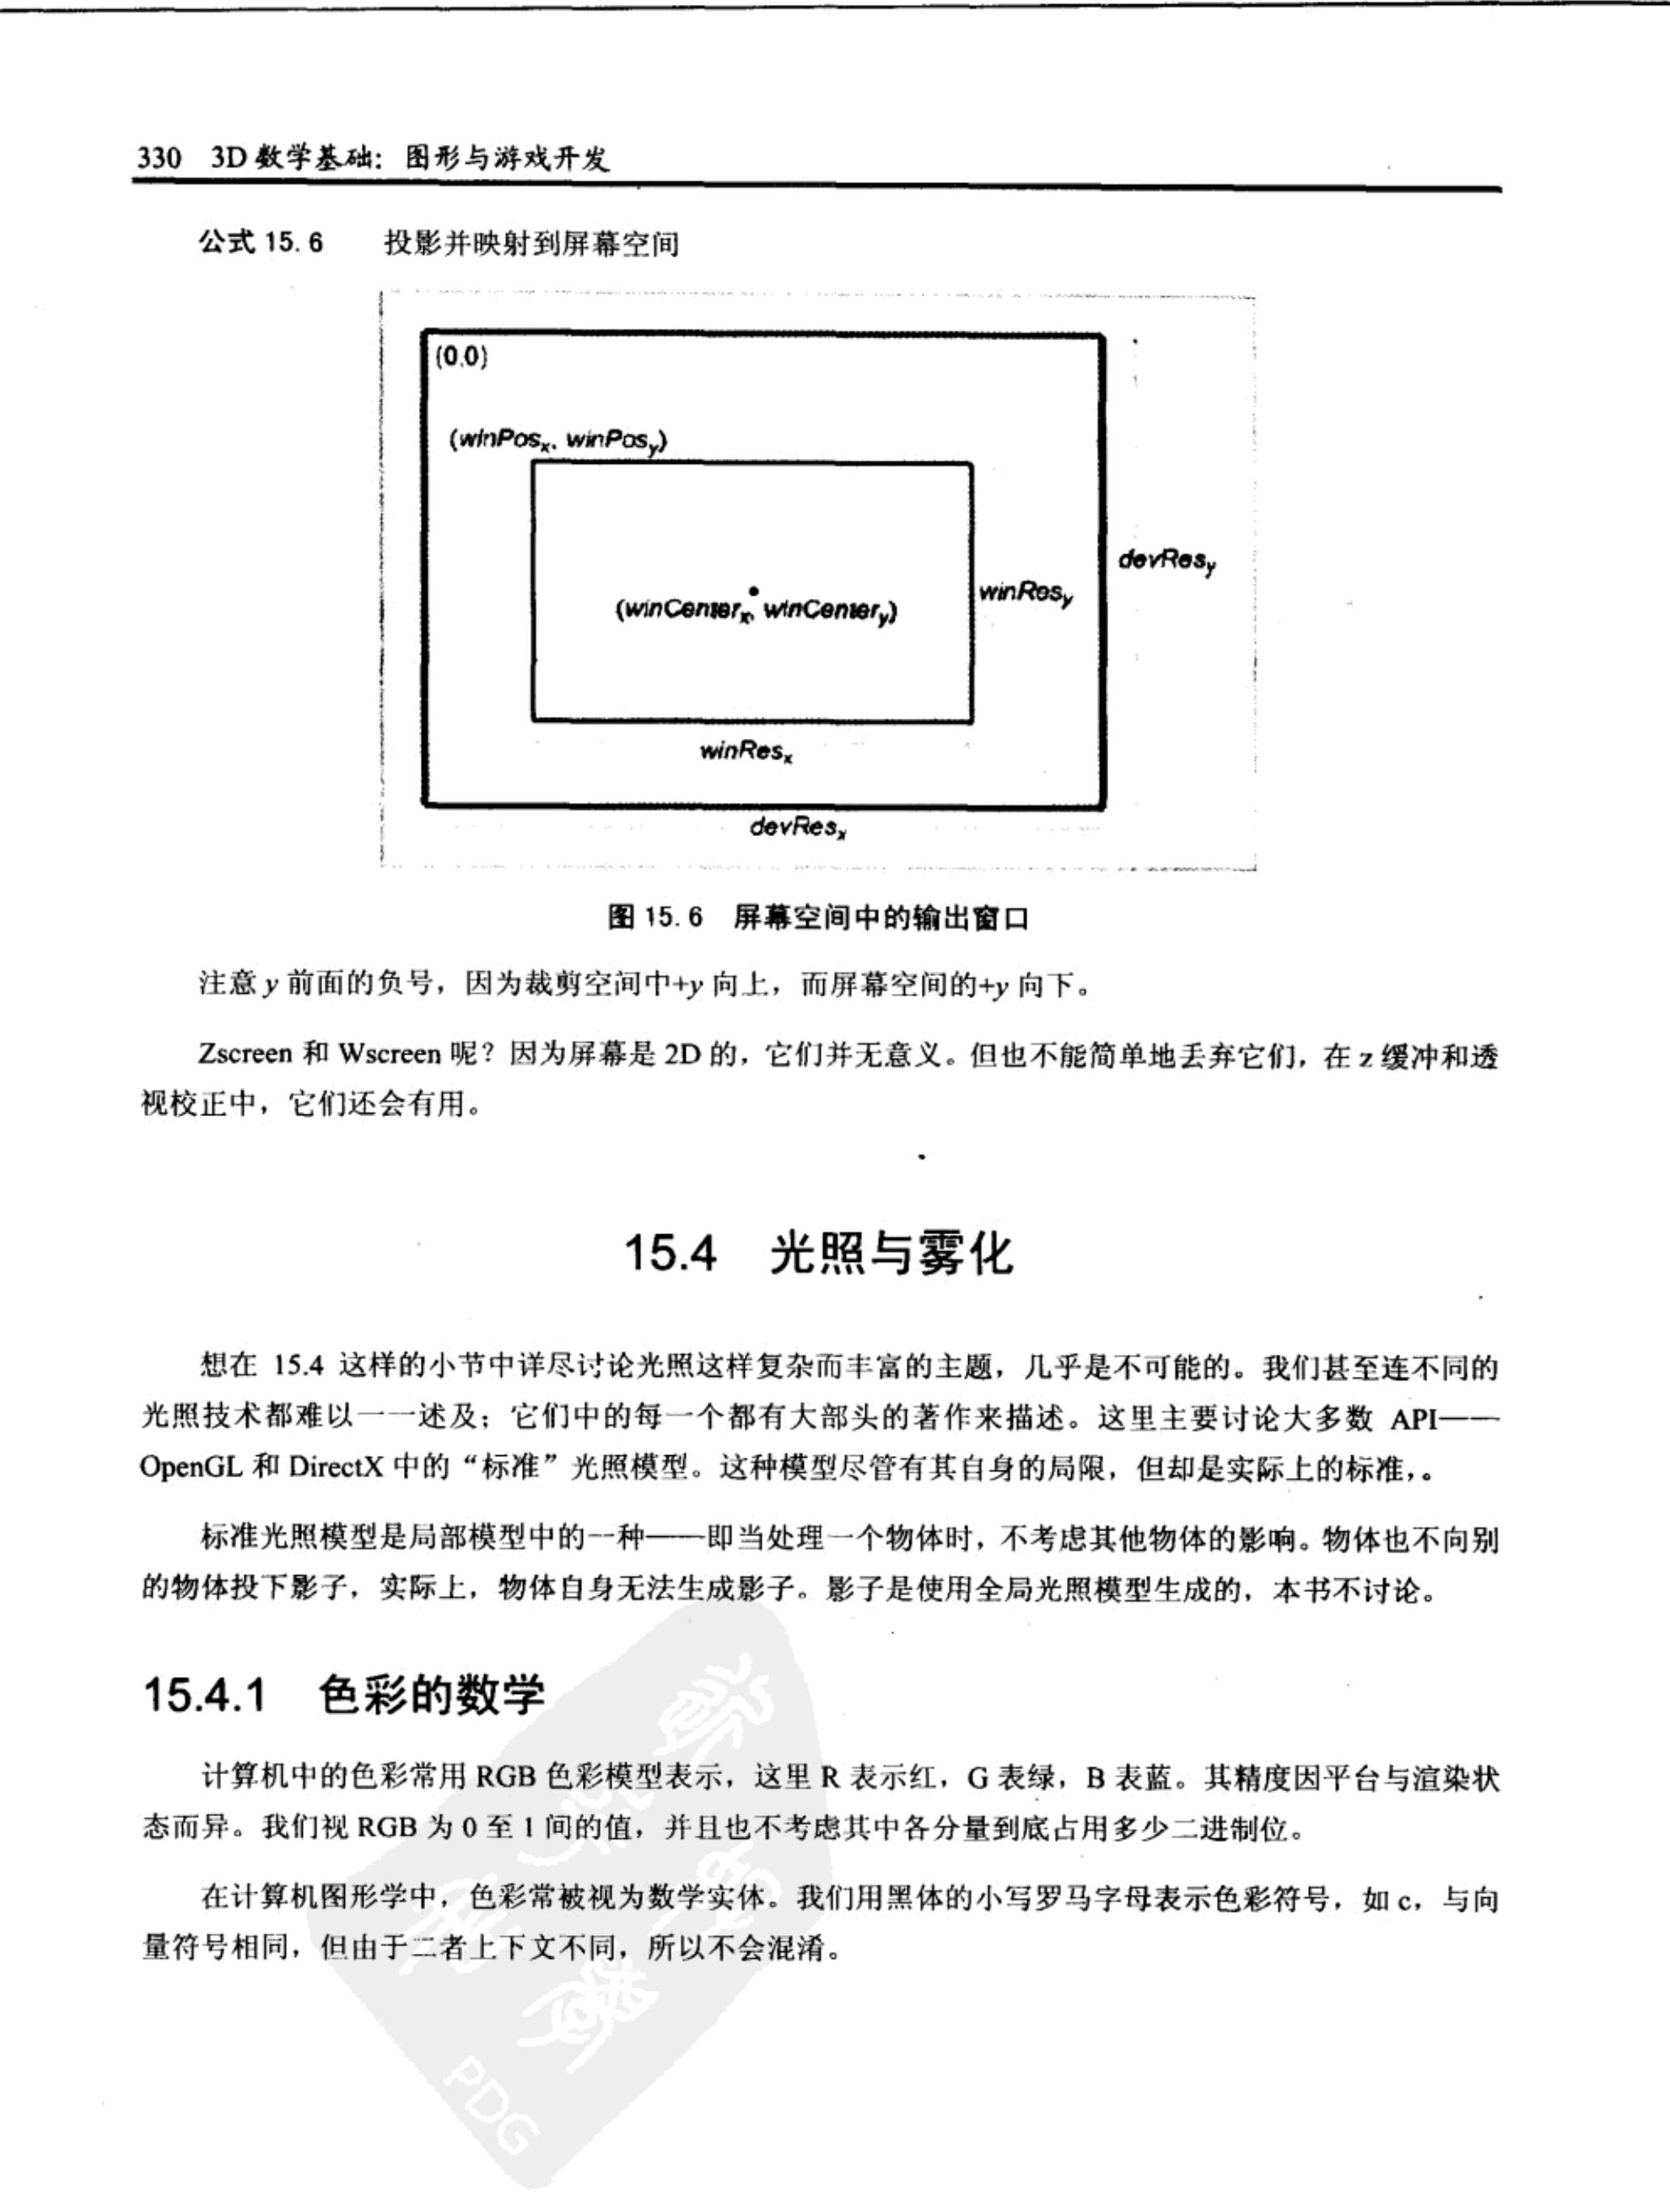 330 3D 数学基础：图形与游戏开发
公式 15.6 投影并映射到屏幕空间
(0,0)
(winPosx, winPosy)
devResy
winResy
(winCenterx, winCentery)
winResx
devResx
图 15.6 屏幕空间中的输出窗口
注意 y 前面的负号，因为裁剪空间中+y 向上，而屏幕空间的+y 向下。
Zscreen 和 Wscreen 呢？因为屏幕是 2D 的，它们并无意义。但也不能简单地丢弃它们，在 z 缓冲和透
视校正中，它们还会有用。
15.4 光照与雾化
想在 15.4 这样的小节中详尽讨论光照这样复杂而丰富的主题，几乎是不可能的。我们甚至连不同的
光照技术都难以一一述及；它们中的每一个都有大部头的著作来描述。这里主要讨论大多数 API——
OpenGL 和 DirectX 中的“标准”光照模型。这种模型尽管有其自身的局限，但却是实际上的标准，。
标准光照模型是局部模型中的一种——即当处理一个物体时，不考虑其他物体的影响。物体也不向别
的物体投下影子，实际上，物体自身无法生成影子。影子是使用全局光照模型生成的，本书不讨论。
15.4.1 色彩的数学
计算机中的色彩常用 RGB 色彩模型表示，这里 R 表示红，G 表绿，B 表蓝。其精度因平台与渲染状
态而异。我们视 RGB 为 0 至 1 间的值，并且也不考虑其中各分量到底占用多少二进制位。
在计算机图形学中，色彩常被视为数学实体。我们用黑体的小写罗马字母表示色彩符号，如 c，与向
量符号相同，但由于二者上下文不同，所以不会混淆。
PDG